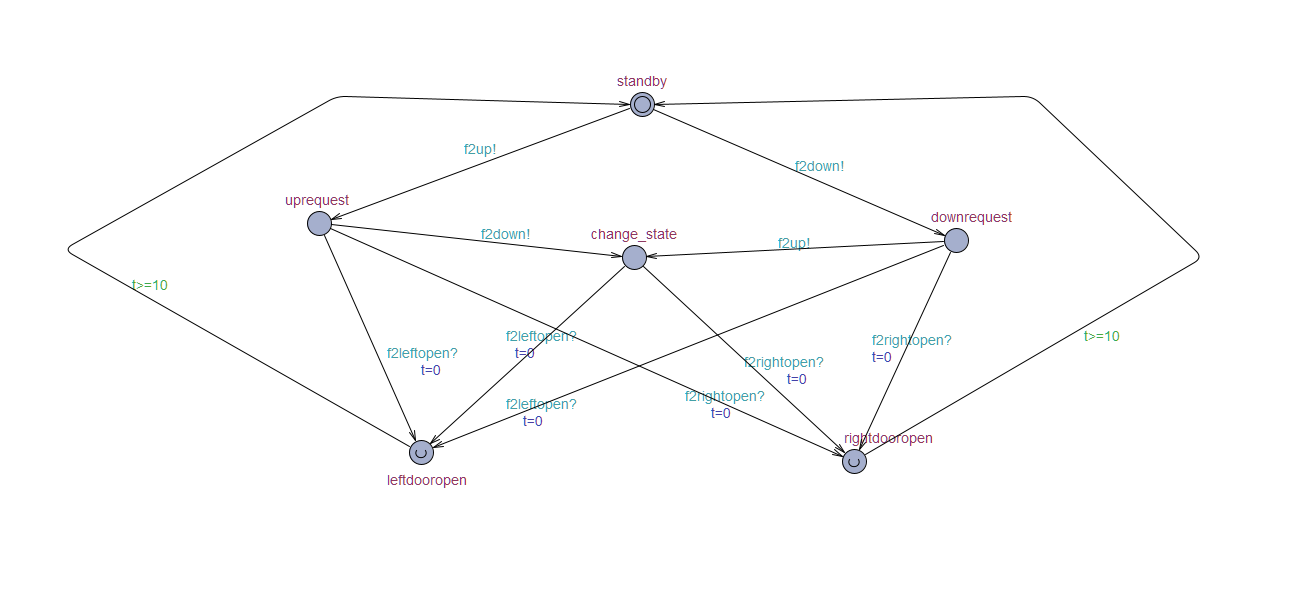 standby
f2up!
f2down!
uprequest
downrequest
f2down!
change_state
f2up!
t>=10
f2leftopen?
t=0
f2rightopen?
t=0
t>=10
f2leftopen?
t=0
f2rightopen?
t=0
f2leftopen?
t=0
f2rightopen?
t=0
rightdooropen
leftdooropen